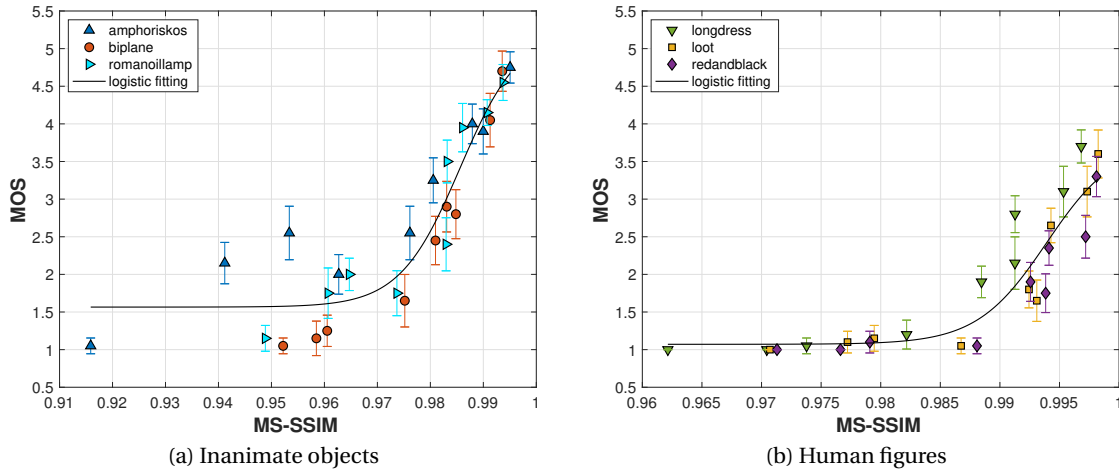 5.5
5
4.5
4
3.5
3
2.5
2
1.5
1
0.5
MOS
amphoriskos
biplane
romanoillamp
logistic fitting
0.91 0.92 0.93 0.94 0.95 0.96 0.97 0.98 0.99 1
MS-SSIM
(a) Inanimate objects
5.5
5
4.5
4
3.5
3
2.5
2
1.5
1
0.5
MOS
longdress
loot
redandblack
logistic fitting
0.96 0.965 0.97 0.975 0.98 0.985 0.99 0.995 1
MS-SSIM
(b) Human figures